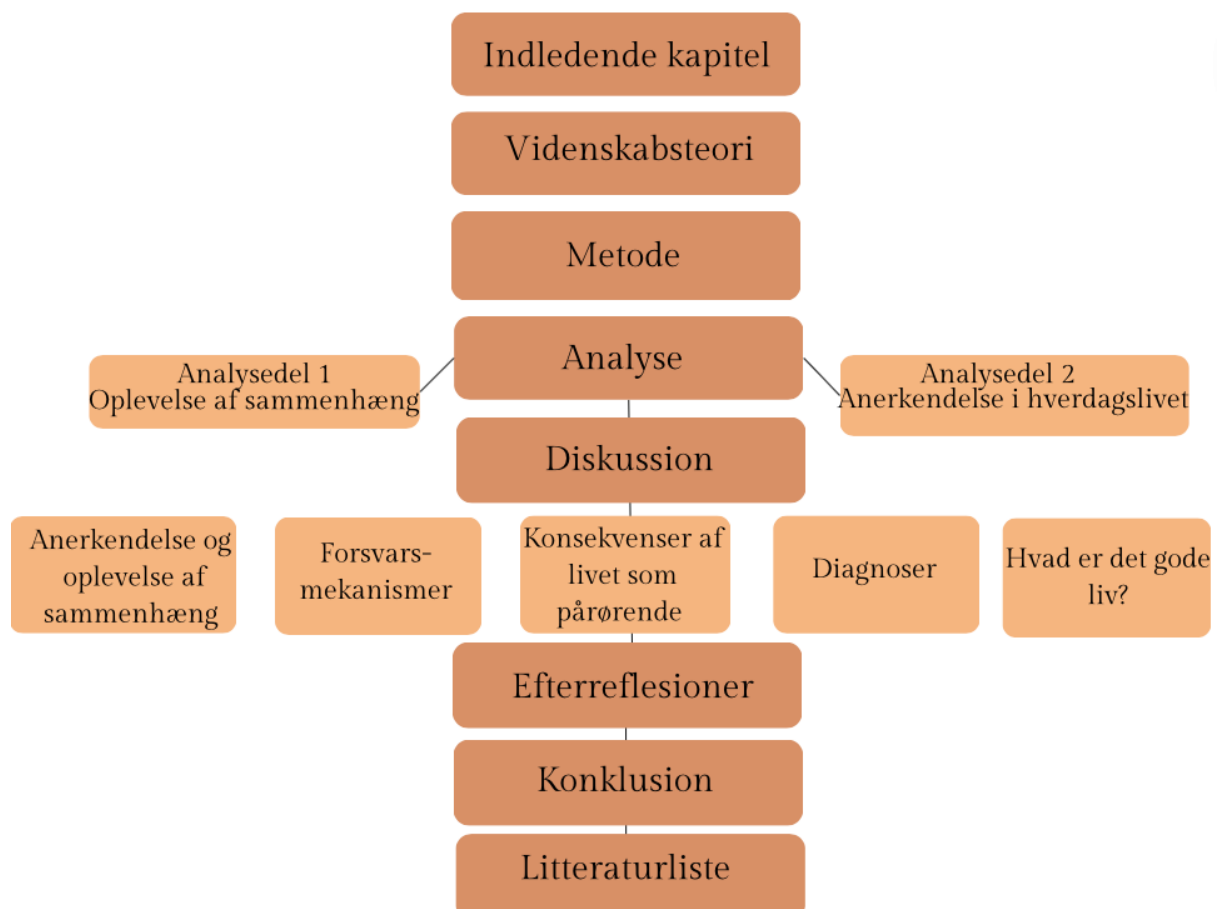 Indledende kapitel
Videnskabsteori
Metode
Analyse
Analysedel 1
Oplevelse af sammenhæng
Analysedel 2
Anerkendelse i hverdagslivet
Diskussion
Anerkendelse og
oplevelse af
sammenhæng
Forsvars-
mekanismer
Konsekvenser af
livet som
pårørende
Diagnoser
Hvad er det gode
liv?
Efterreflesioner
Konklusion
Litteraturliste